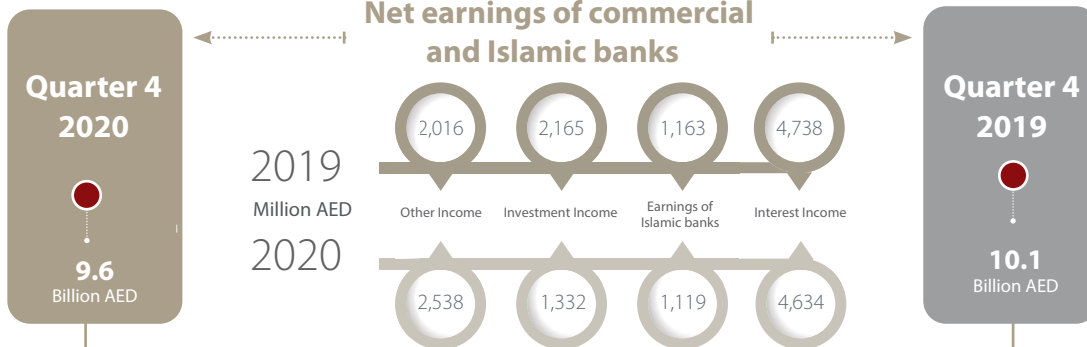 Net earnings of commercial
and Islamic banks
Quarter 4
2020
9.6
Billion AED
2019
Million AED
2020
2,016
2,165
1,163
4,738
Other Income
Investment Income
Earnings of
Islamic banks
Interest Income
2,538
1,332
1,119
4,634
Quarter 4
2019
10.1
Billion AED